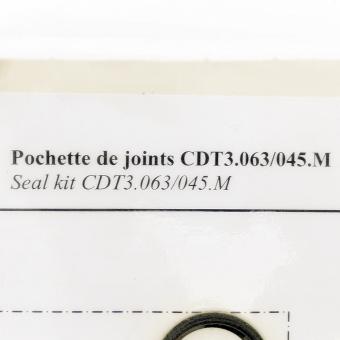 Pochette de joints CDT3.063/045.M
Seal kit CDT3.063/045.M